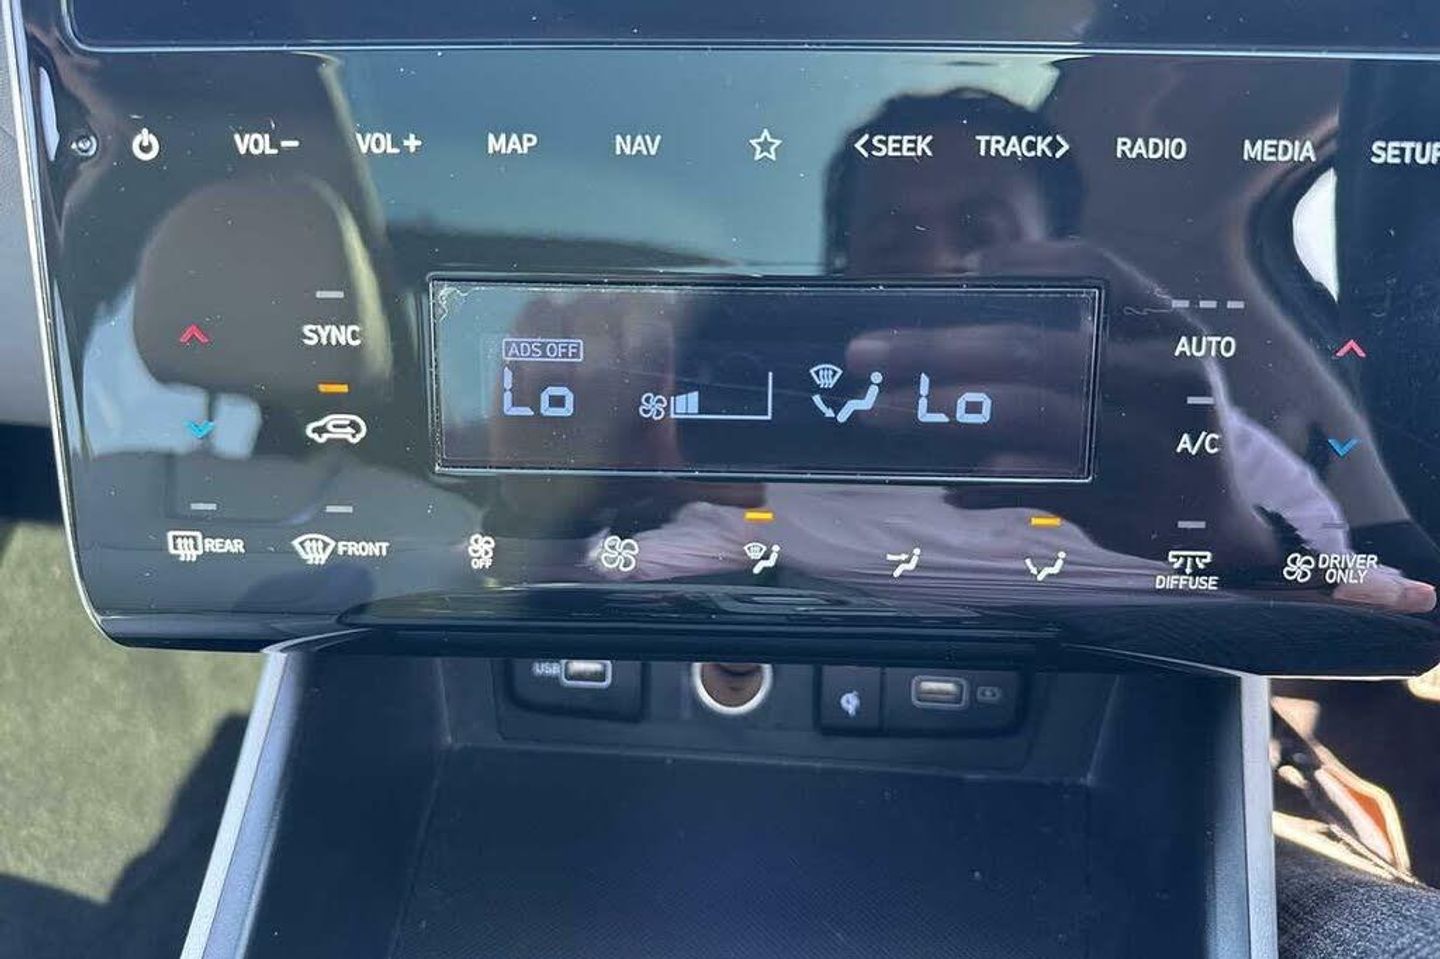 VOL− VOL+ MAP NAV <SEEK TRACK> RADIO MEDIA SETUP
SYNC
AUTO
ADS OFF
Lo Lo
A/C
REAR FRONT OFF DIFFUSE DRIVER ONLY
USB